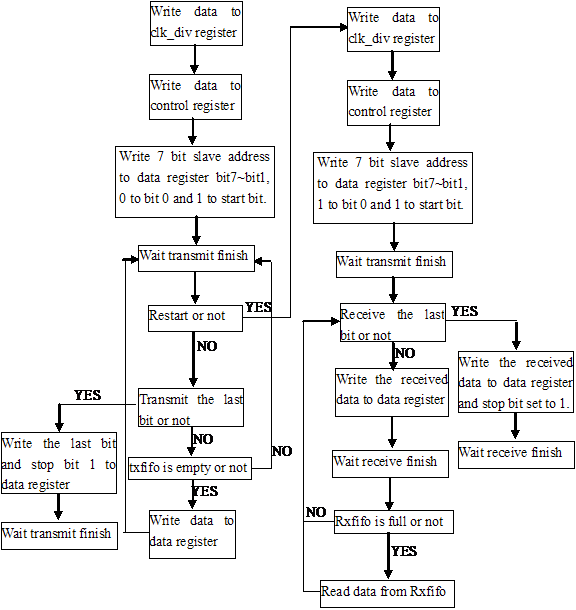 Write data to
clk_div register
Write data to
control register
Write 7 bit slave address
to data register bit7~bit1,
0 to bit 0 and 1 to start bit.
Wait transmit finish
Restart or not
YES
NO
Transmit the last
bit or not
YES
NO
Write the last bit
and stop bit 1 to
data register
Wait transmit finish
txfifo is empty or not
NO
YES
Write data to
data register
Write data to
clk_div register
Write data to
control register
Write 7 bit slave address
to data register bit7~bit1,
1 to bit 0 and 1 to start bit.
Wait transmit finish
Receive the last
bit or not
YES
NO
Write the received
data to data register
and stop bit set to 1.
Wait receive finish
Write the received
data to data register
Wait receive finish
Rxfifo is full or not
NO
YES
Read data from Rxfifo